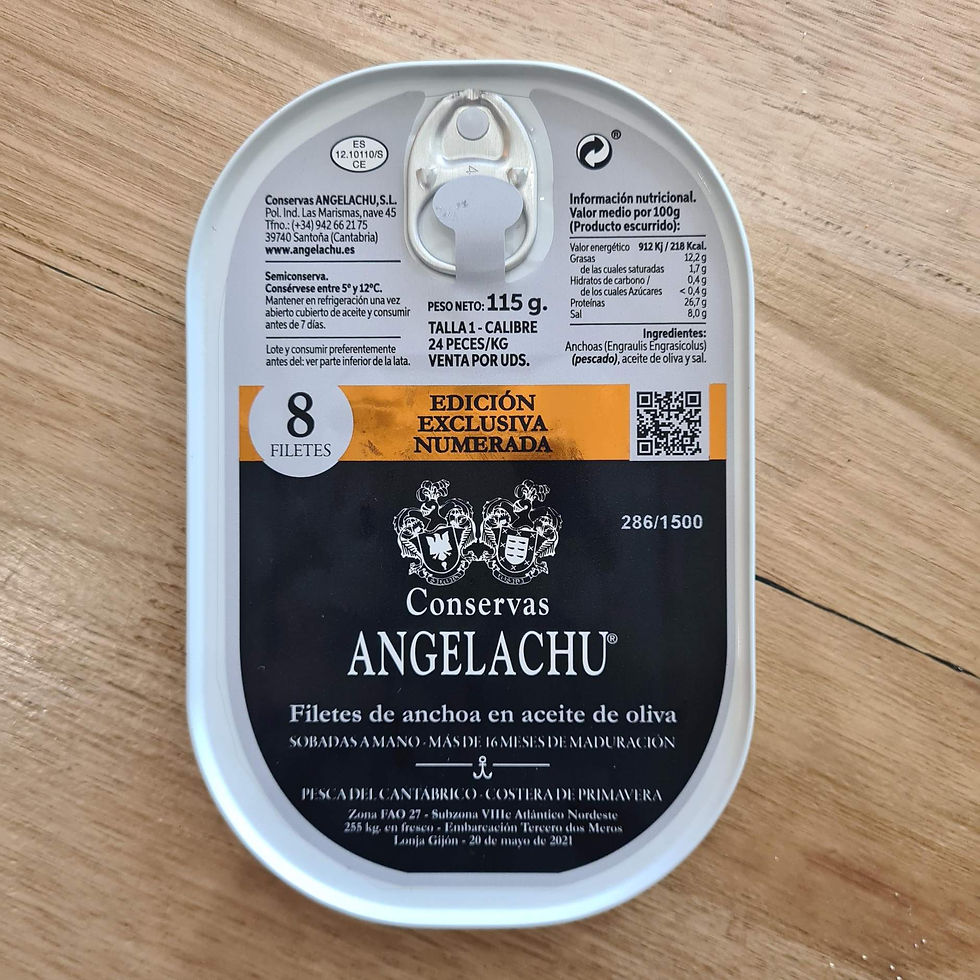 ES
12.10110/S
CE
®
Conservas ANGELACHU, S.L.
Pol. Ind. Las Marismas, nave 45
Tfno.: (+34) 942 66 21 75
39740 Santoña (Cantabria)
www.angelachu.es
Semiconserva.
Consérvese entre 5º y 12ºC.
Mantener en refrigeración una vez
abierto cubierto de aceite y consumir
antes de 7 días.
Lote y consumir preferentemente
antes del: ver parte inferior de la lata.
4
PESO NETO: 115 g.
TALLA 1 - CALIBRE
24 PECES/KG
VENTA POR UDS.
Información nutricional.
Valor medio por 100g
(Producto escurrido):
Valor energético 912 Kj / 218 Kcal.
Grasas 12,2 g
de las cuales saturadas 1,7 g
Hidratos de carbono / 0,4 g
de los cuales Azúcares < 0,4 g
Proteínas 26,7 g
Sal 8,0 g
Ingredientes:
Anchoas (Engraulis Engrasicolus)
(pescado), aceite de oliva y sal.
8
FILETES
EDICIÓN
EXCLUSIVA
NUMERADA
286/1500
Conservas
ANGELACHU®
Filetes de anchoa en aceite de oliva
SOBADAS A MANO - MÁS DE 16 MESES DE MADURACIÓN
PESCA DEL CANTÁBRICO - COSTERA DE PRIMAVERA
Zona FAO 27 - Subzona VIIIc Atlántico Nordeste
255 kg. en fresco - Embarcación Tercero dos Meros
Lonja Gijón - 20 de mayo de 2021